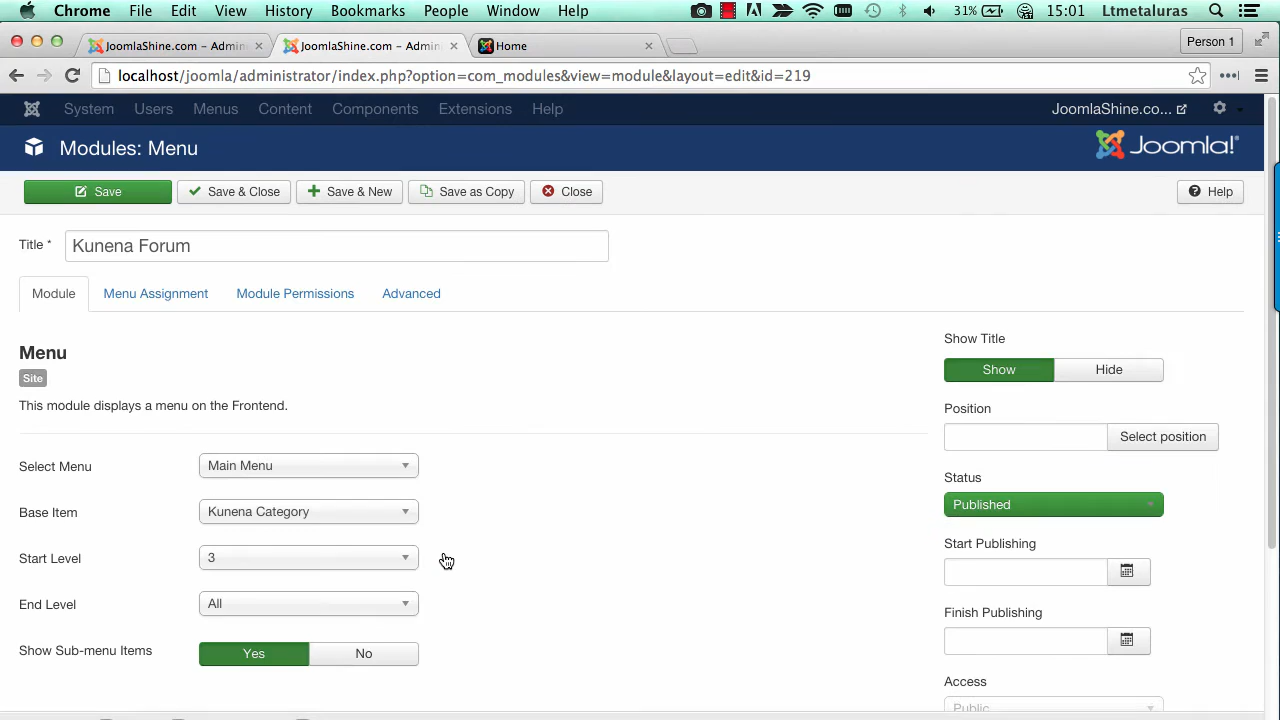 Chrome File Edit View History Bookmarks People Window Help 31% 15:01 Ltmetaluras
JoomlaShine.com – Admin JoomlaShine.com – Admin Home Person 1
localhost/joomla/administrator/index.php?option=com_modules&view=module&layout=edit&id=219
System Users Menus Content Components Extensions Help JoomlaShine.co...
Modules: Menu Joomla!
Save Save & Close Save & New Save as Copy Close Help
Title * Kunena Forum
Module Menu Assignment Module Permissions Advanced
Menu
Site
This module displays a menu on the Frontend.
Select Menu Main Menu
Base Item Kunena Category
Start Level 3
End Level All
Show Sub-menu Items Yes No
Show Title
Show Hide
Position
Select position
Status
Published
Start Publishing
Finish Publishing
Access
Public